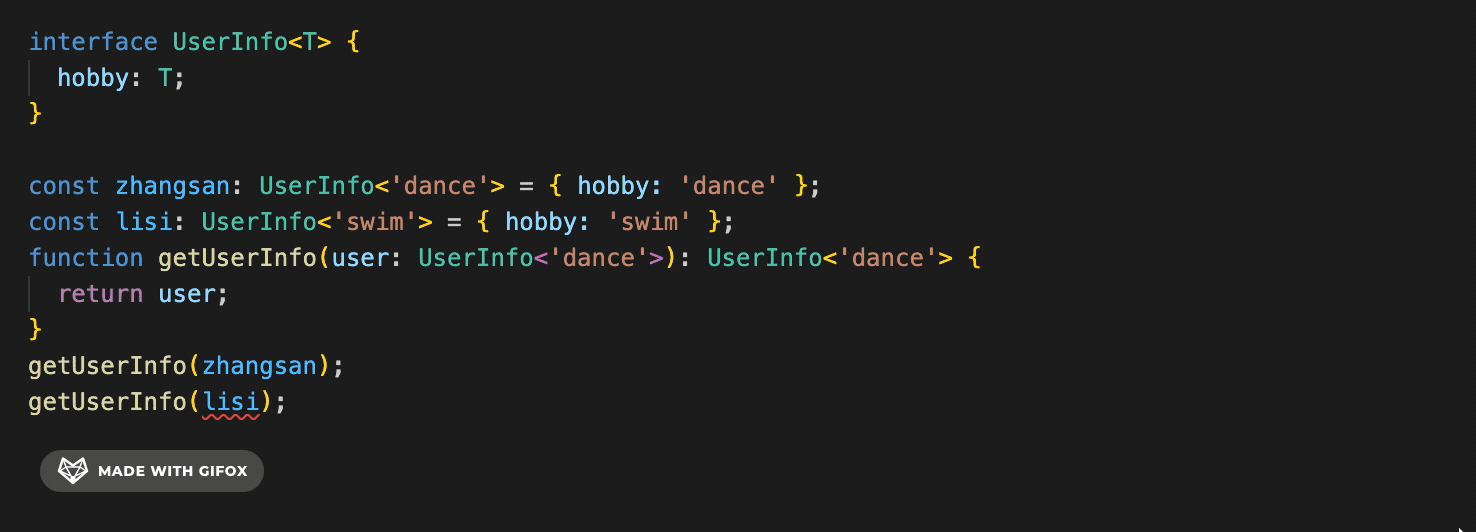 interface UserInfo<T> {
  hobby: T;
}

const zhangsan: UserInfo<'dance'> = { hobby: 'dance' };
const lisi: UserInfo<'swim'> = { hobby: 'swim' };
function getUserInfo(user: UserInfo<'dance'>): UserInfo<'dance'> {
  return user;
}
getUserInfo(zhangsan);
getUserInfo(lisi);
MADE WITH GIFOX